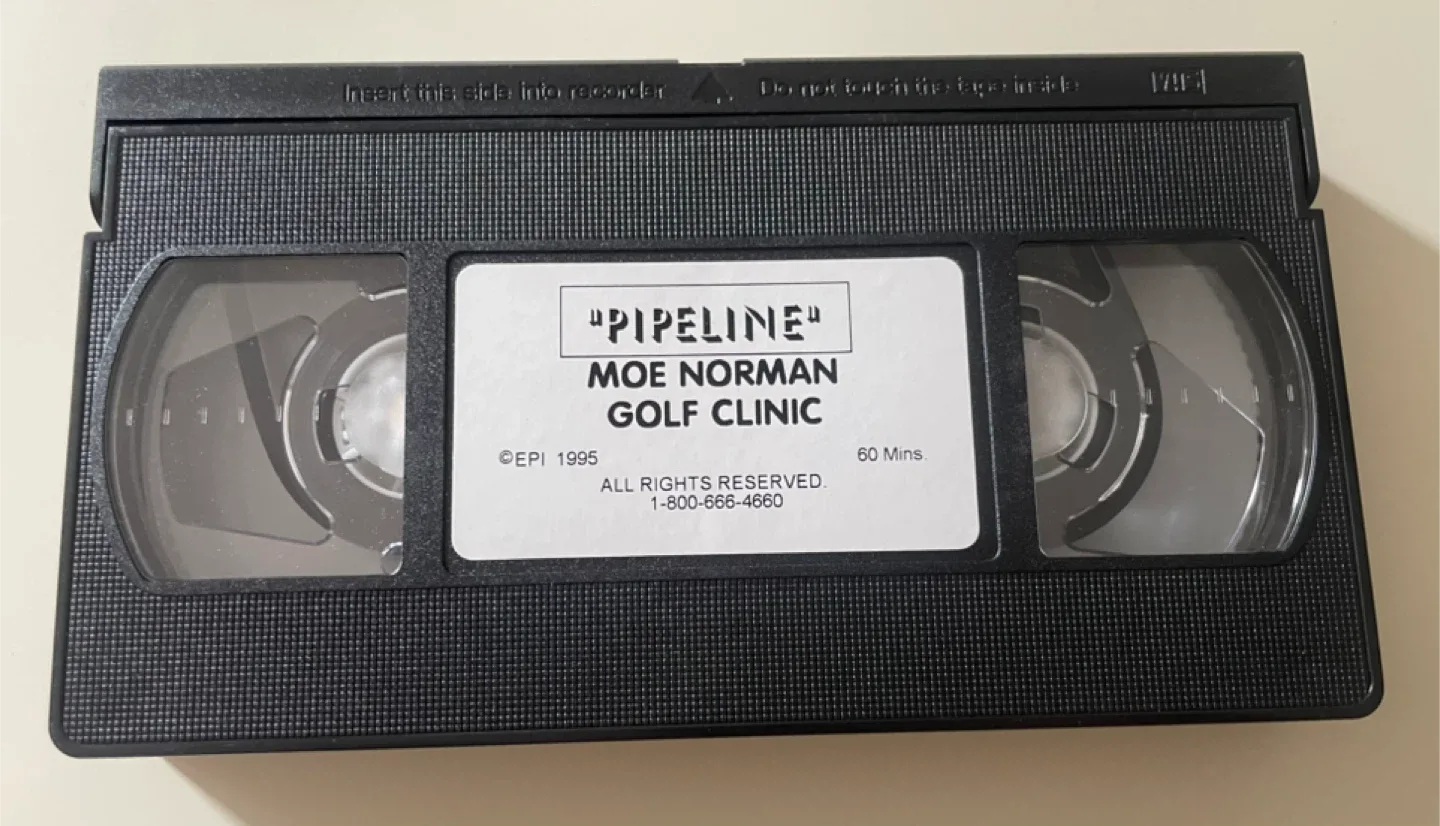 Insert this side into recorder Do not touch the tape inside VHS
"PIPELINE"
MOE NORMAN
GOLF CLINIC
©EPI 1995 60 Mins.
ALL RIGHTS RESERVED.
1-800-666-4660